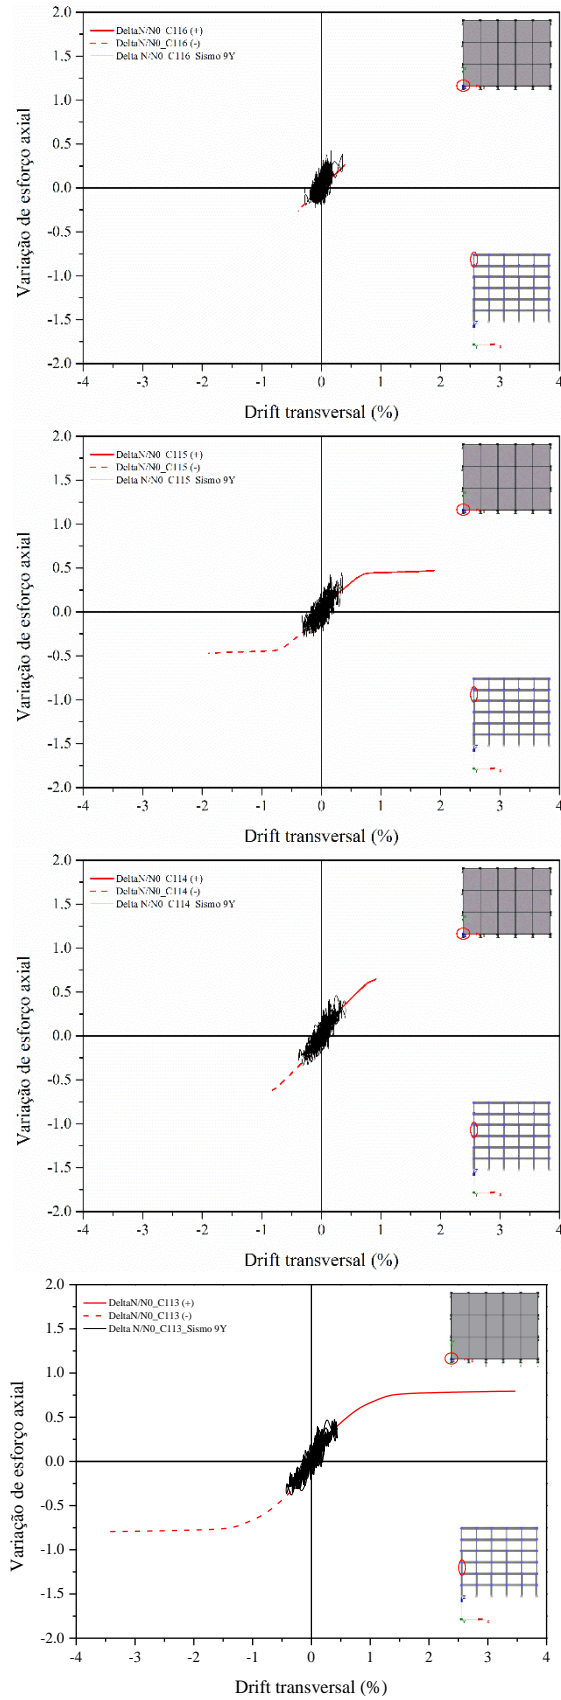 2.0
DeltaN/N0_C116 (+)
DeltaN/N0_C116 (-)
Delta N/N0_C116_Sismo 9Y
1.5
1.0
0.5
0.0
-0.5
-1.0
-1.5
-2.0
Variação de esforço axial
-4 -3 -2 -1 0 1 2 3 4
Drift transversal (%)
2.0
DeltaN/N0_C115 (+)
DeltaN/N0_C115 (-)
Delta N/N0_C115_Sismo 9Y
1.5
1.0
0.5
0.0
-0.5
-1.0
-1.5
-2.0
Variação de esforço axial
-4 -3 -2 -1 0 1 2 3 4
Drift transversal (%)
2.0
DeltaN/N0_C114 (+)
DeltaN/N0_C114 (-)
Delta N/N0_C114_Sismo 9Y
1.5
1.0
0.5
0.0
-0.5
-1.0
-1.5
-2.0
Variação de esforço axial
-4 -3 -2 -1 0 1 2 3 4
Drift transversal (%)
2.0
DeltaN/N0_C113 (+)
DeltaN/N0_C113 (-)
Delta N/N0_C113_Sismo 9Y
1.5
1.0
0.5
0.0
-0.5
-1.0
-1.5
-2.0
Variação de esforço axial
-4 -3 -2 -1 0 1 2 3 4
Drift transversal (%)